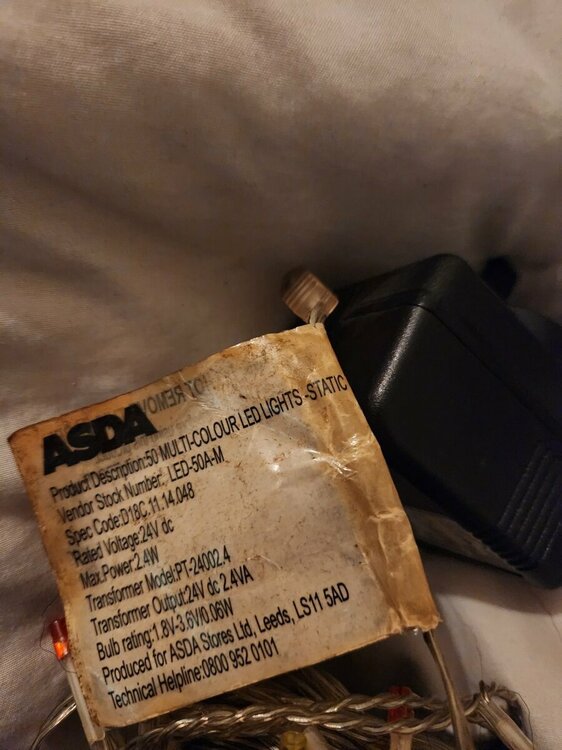 ASDA
Product Description:50 MULTI-COLOUR LED LIGHTS -STATIC
Vendor Stock Number: LED-50A-M
Spec Code:D18C.11.14.048
Rated Voltage:24V dc
Max.Power:2.4W
Transformer Model:PT-24002.4
Transformer Output:24V dc 2.4VA
Bulb rating:1.8V-3.6V/0.06W
Produced for ASDA Stores Ltd, Leeds, LS11 5AD
Technical Helpline:0800 952 0101